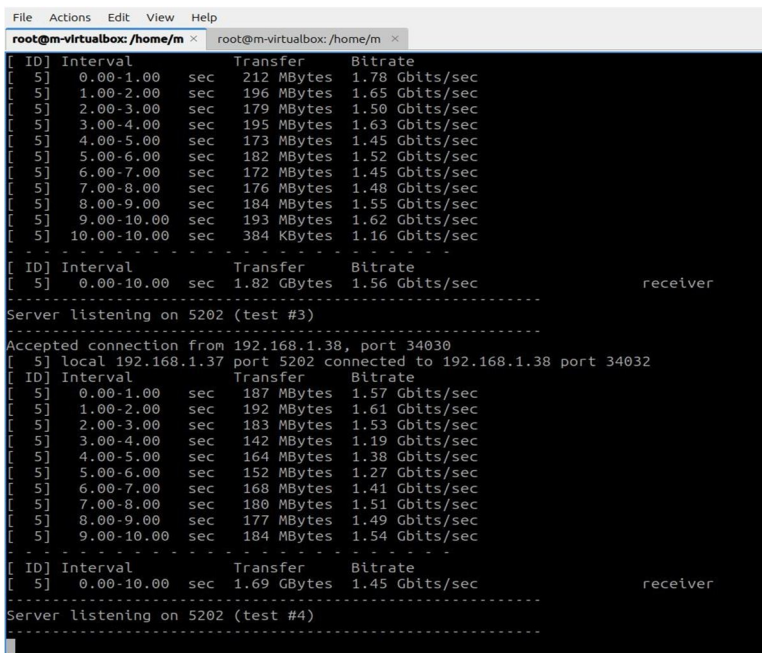 File Actions Edit View Help
root@m-virtualbox: /home/m × root@m-virtualbox: /home/m ×
[ ID] Interval Transfer Bitrate
[ 5] 0.00-1.00 sec 212 MBytes 1.78 Gbits/sec
[ 5] 1.00-2.00 sec 196 MBytes 1.65 Gbits/sec
[ 5] 2.00-3.00 sec 179 MBytes 1.50 Gbits/sec
[ 5] 3.00-4.00 sec 195 MBytes 1.63 Gbits/sec
[ 5] 4.00-5.00 sec 173 MBytes 1.45 Gbits/sec
[ 5] 5.00-6.00 sec 182 MBytes 1.52 Gbits/sec
[ 5] 6.00-7.00 sec 172 MBytes 1.45 Gbits/sec
[ 5] 7.00-8.00 sec 176 MBytes 1.48 Gbits/sec
[ 5] 8.00-9.00 sec 184 MBytes 1.55 Gbits/sec
[ 5] 9.00-10.00 sec 193 MBytes 1.62 Gbits/sec
[ 5] 10.00-10.00 sec 384 KBytes 1.16 Gbits/sec
- - - - - - - - - - - - - - - - - - - - - - - - -
[ ID] Interval Transfer Bitrate
[ 5] 0.00-10.00 sec 1.82 GBytes 1.56 Gbits/sec receiver
-----------------------------------------------------------
Server listening on 5202 (test #3)
-----------------------------------------------------------
Accepted connection from 192.168.1.38, port 34030
[ 5] local 192.168.1.37 port 5202 connected to 192.168.1.38 port 34032
[ ID] Interval Transfer Bitrate
[ 5] 0.00-1.00 sec 187 MBytes 1.57 Gbits/sec
[ 5] 1.00-2.00 sec 192 MBytes 1.61 Gbits/sec
[ 5] 2.00-3.00 sec 183 MBytes 1.53 Gbits/sec
[ 5] 3.00-4.00 sec 142 MBytes 1.19 Gbits/sec
[ 5] 4.00-5.00 sec 164 MBytes 1.38 Gbits/sec
[ 5] 5.00-6.00 sec 152 MBytes 1.27 Gbits/sec
[ 5] 6.00-7.00 sec 168 MBytes 1.41 Gbits/sec
[ 5] 7.00-8.00 sec 180 MBytes 1.51 Gbits/sec
[ 5] 8.00-9.00 sec 177 MBytes 1.49 Gbits/sec
[ 5] 9.00-10.00 sec 184 MBytes 1.54 Gbits/sec
- - - - - - - - - - - - - - - - - - - - - - - - -
[ ID] Interval Transfer Bitrate
[ 5] 0.00-10.00 sec 1.69 GBytes 1.45 Gbits/sec receiver
-----------------------------------------------------------
Server listening on 5202 (test #4)
-----------------------------------------------------------